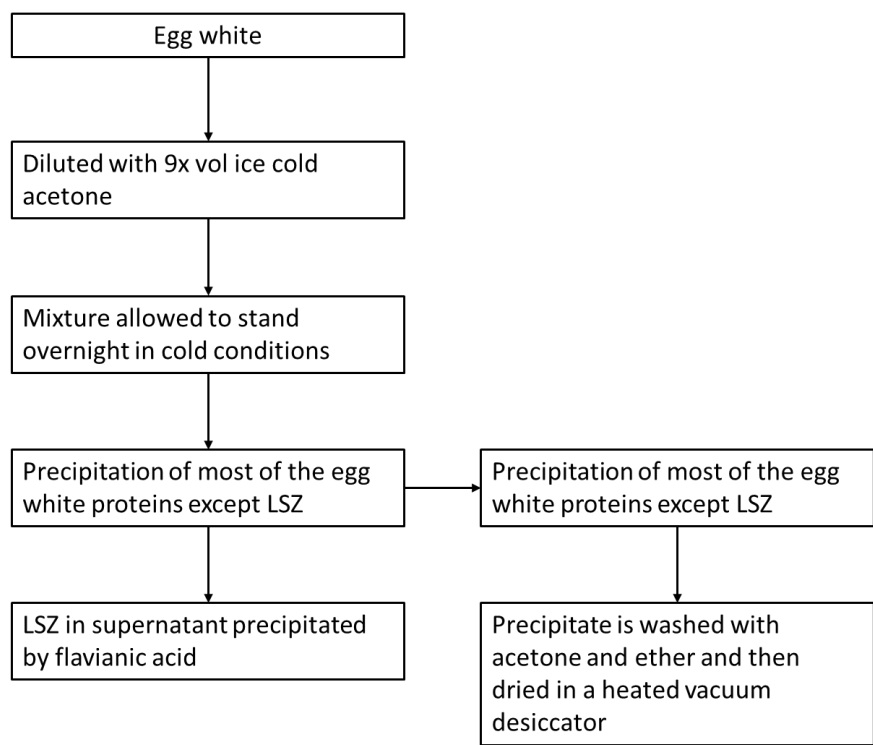 Egg white
Diluted with 9x vol ice cold
acetone
Mixture allowed to stand
overnight in cold conditions
Precipitation of most of the egg
white proteins except LSZ
LSZ in supernatant precipitated
by flavianic acid
Precipitation of most of the egg
white proteins except LSZ
Precipitate is washed with
acetone and ether and then
dried in a heated vacuum
desiccator